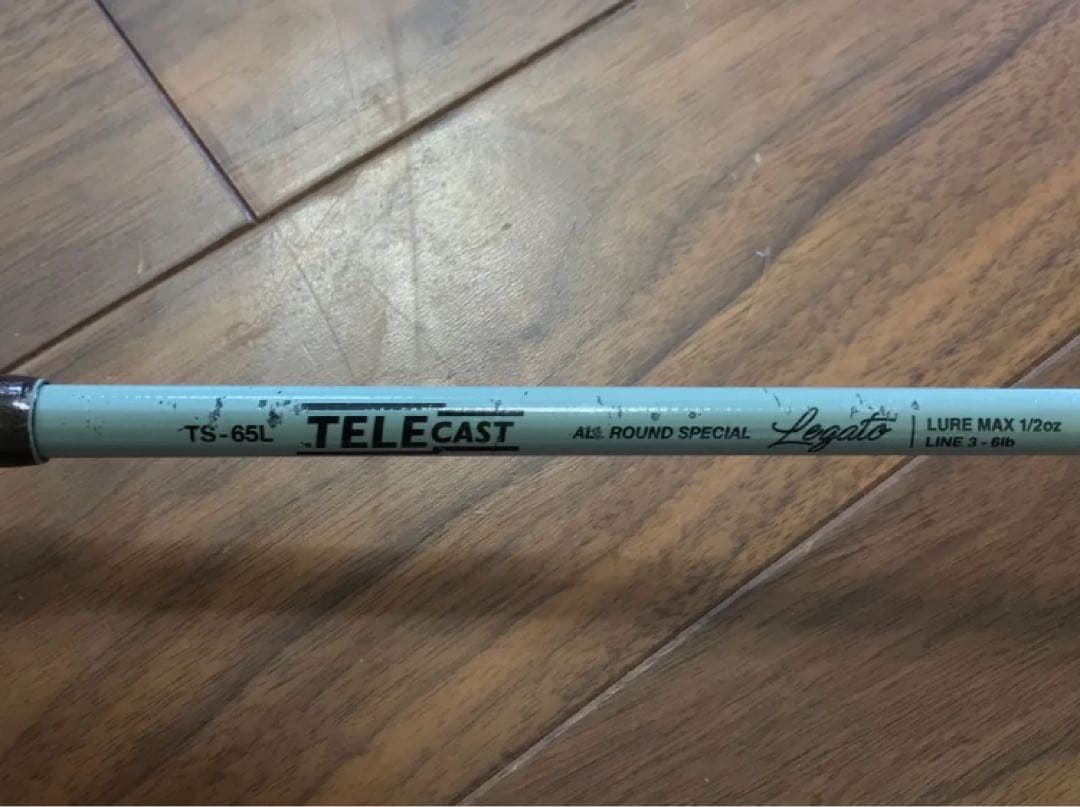 TS-65L TELECAST ALL ROUND SPECIAL Legato LURE MAX 1/2oz
LINE 3 - 6lb